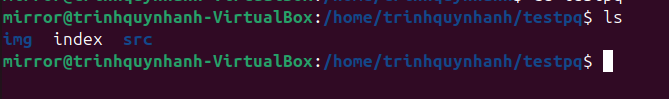 mirror@trinhquynhanh-VirtualBox:/home/trinhquynhanh/testpq$ ls
img index src
mirror@trinhquynhanh-VirtualBox:/home/trinhquynhanh/testpq$